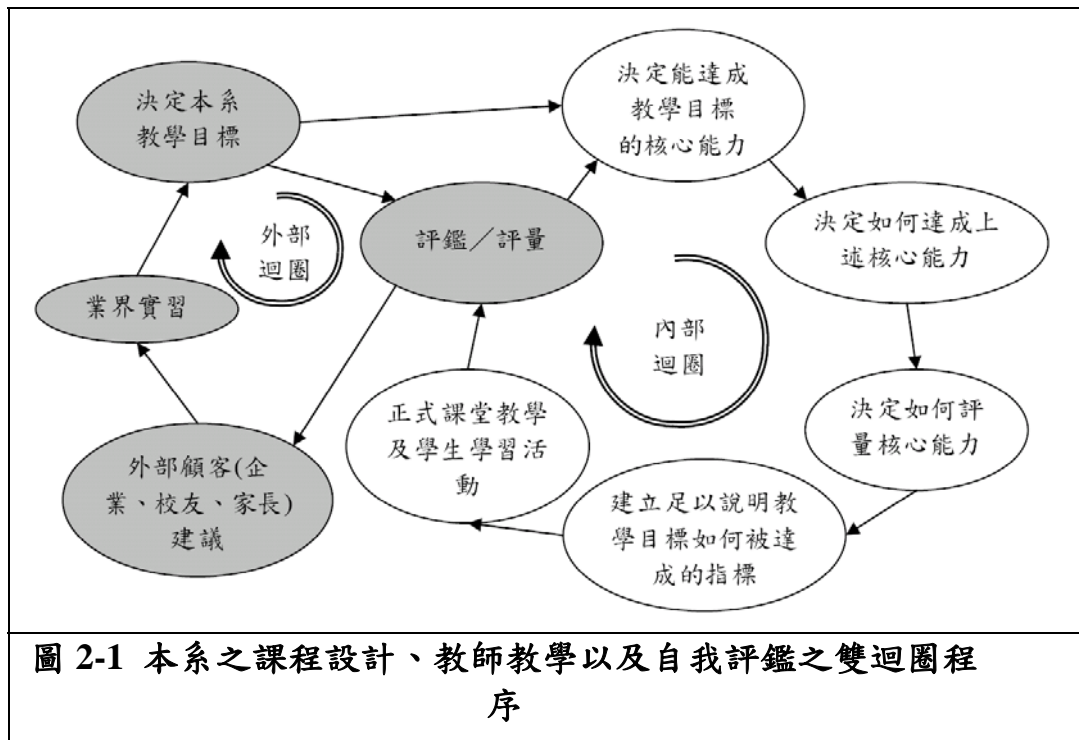 決定本系
教學目標
決定能達成
教學目標
的核心能力
外部
迴圈
評鑑／評量
決定如何達成上
述核心能力
業界實習
內部
迴圈
正式課堂教學
及學生學習活
動
決定如何評
量核心能力
外部顧客(企
業、校友、家長)
建議
建立足以說明教
學目標如何被達
成的指標
圖 2-1 本系之課程設計、教師教學以及自我評鑑之雙迴圈程
序